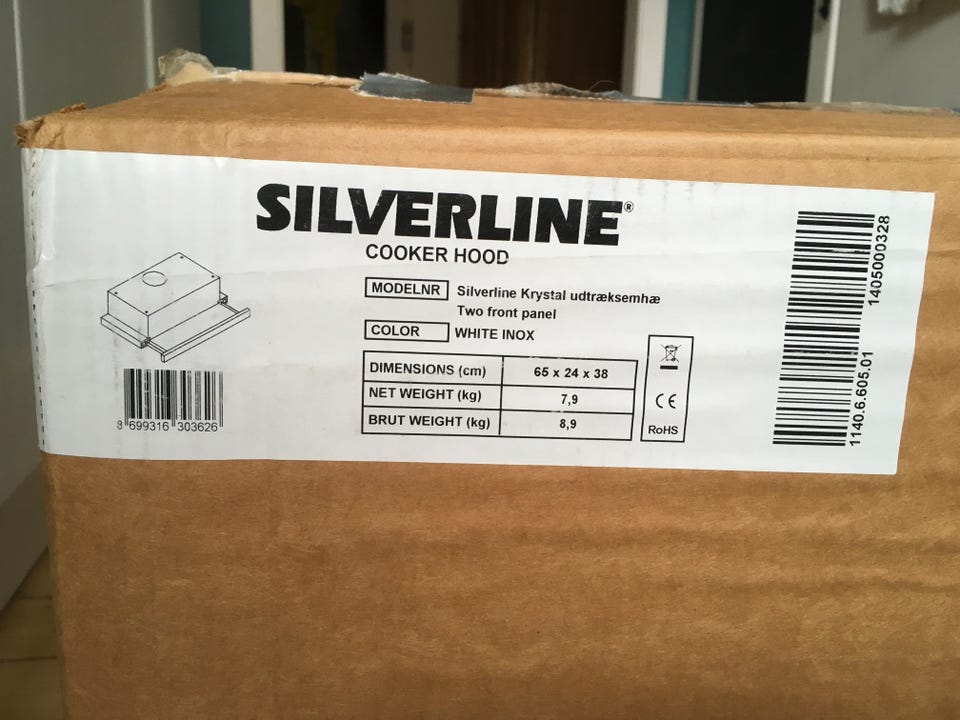 SILVERLINE®
COOKER HOOD
MODELNR Silverline Krystal udtræksemhæ
Two front panel
COLOR WHITE INOX
DIMENSIONS (cm) 65 x 24 x 38
NET WEIGHT (kg) 7,9
BRUT WEIGHT (kg) 8,9
CE
RoHS
8 699316 303626
1140.6.605.01
1405000328